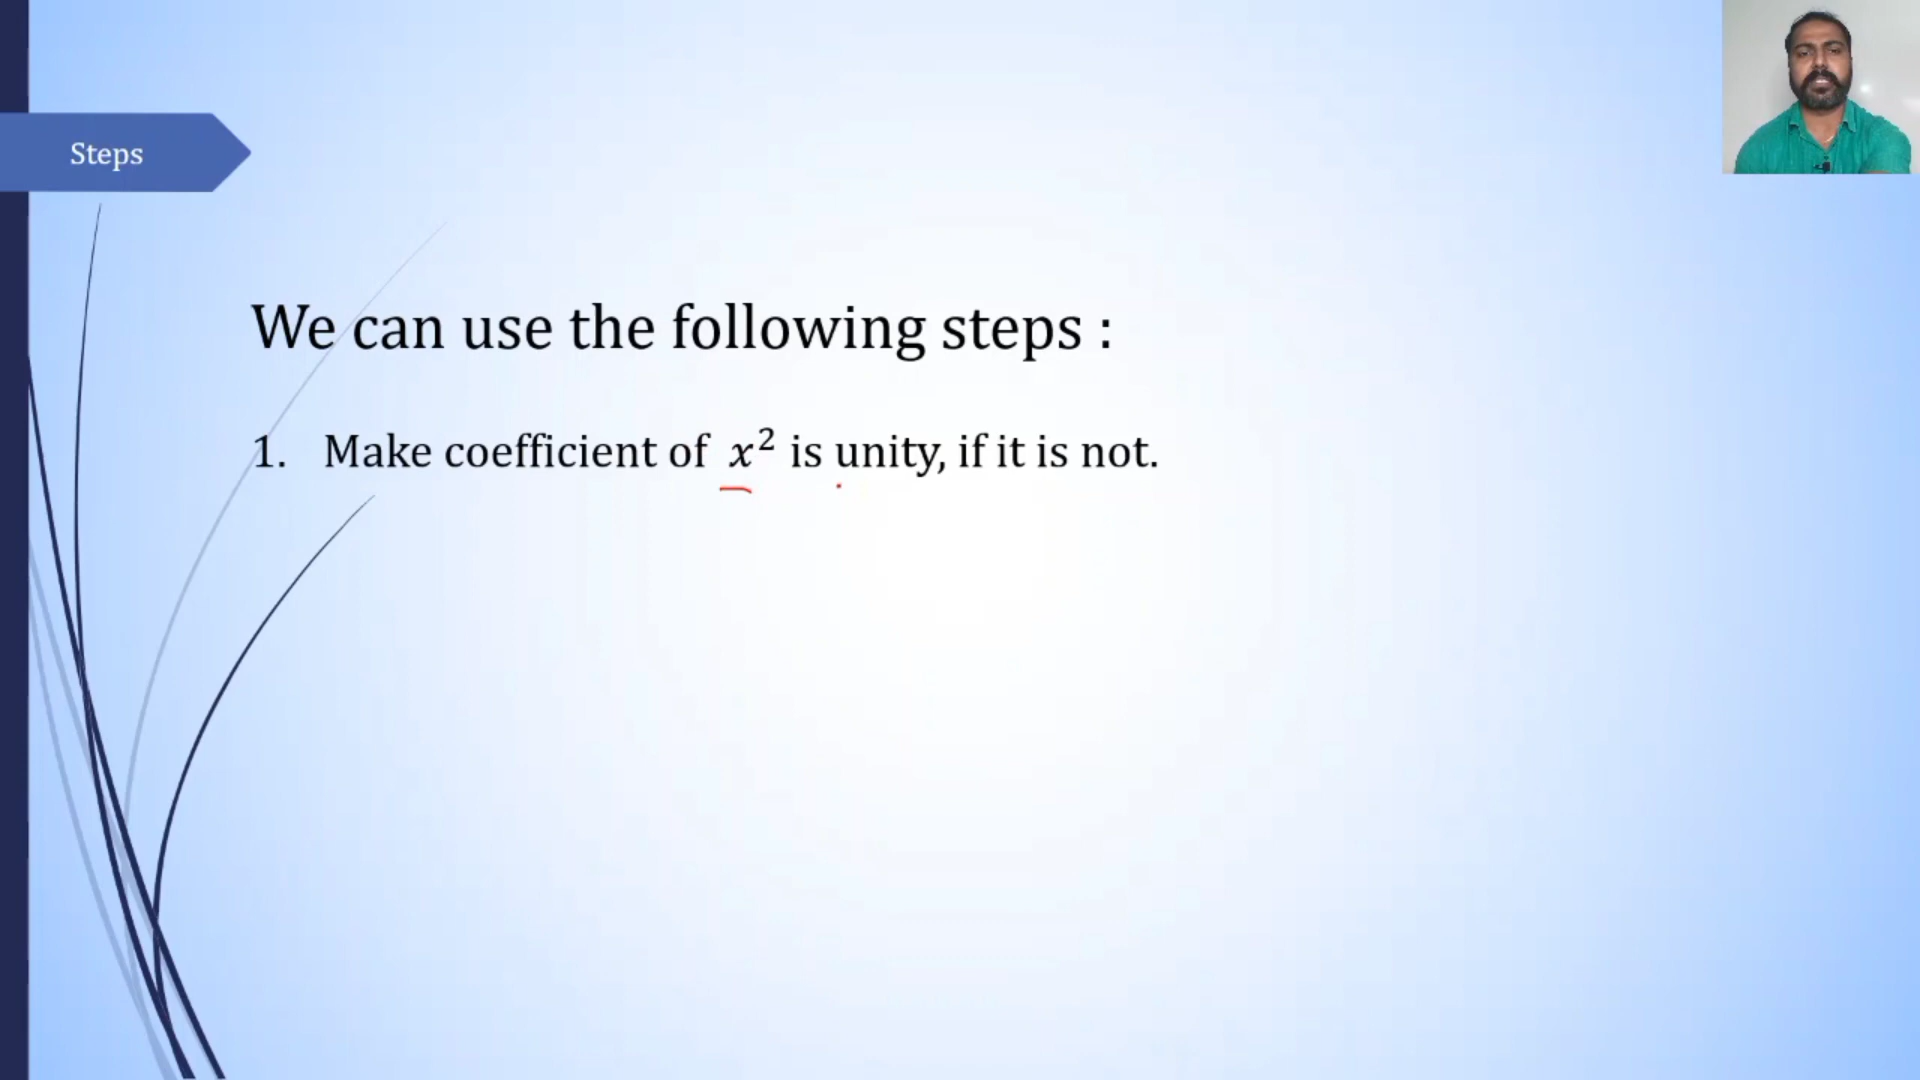 Steps
We can use the following steps :
1. Make coefficient of x² is unity, if it is not.